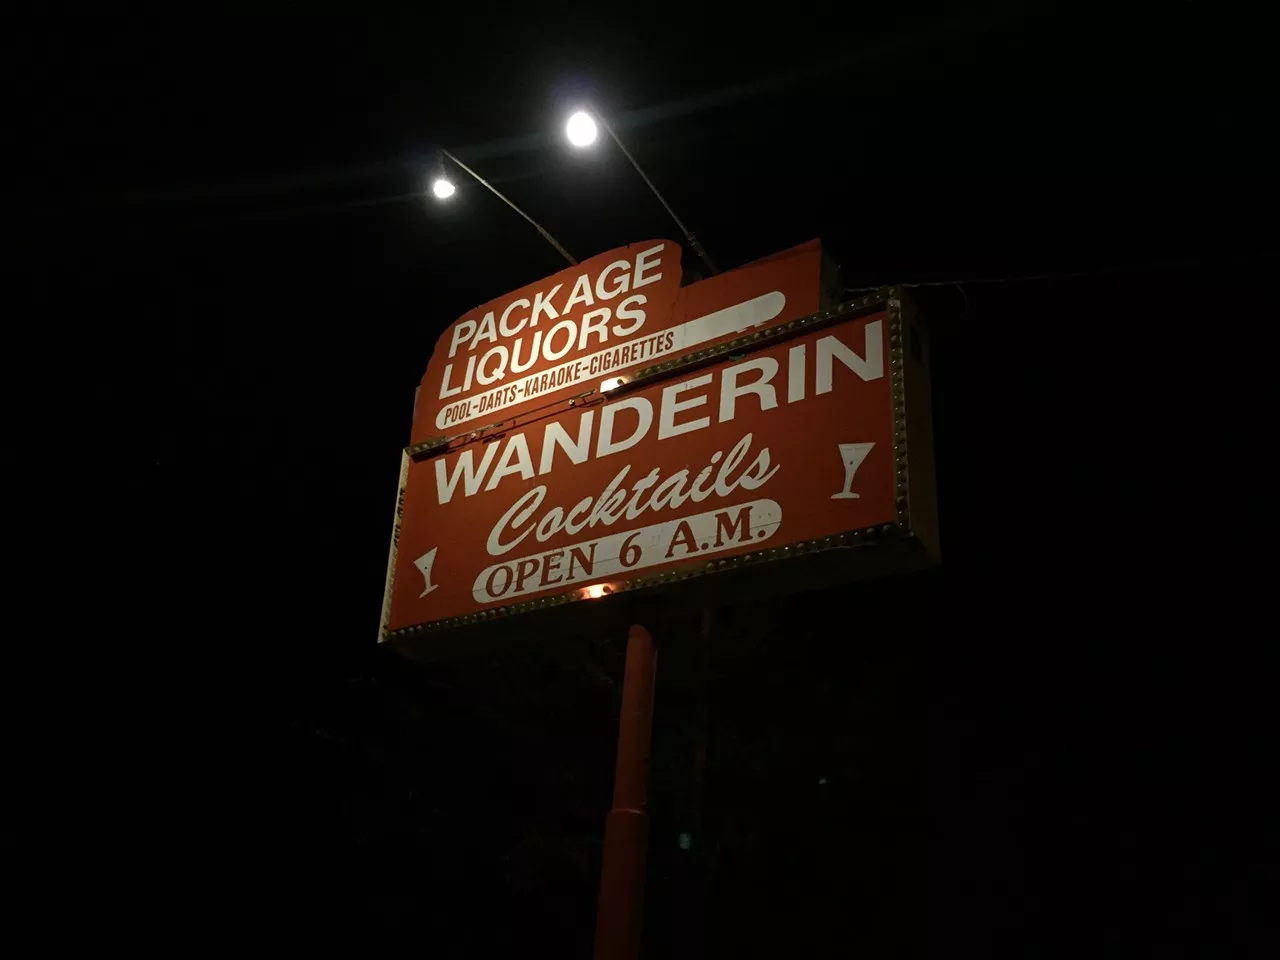 PACKAGE
LIQUORS
POOL-DARTS-KARAOKE-CIGARETTES
WANDERIN
Cocktails
OPEN 6 A.M.